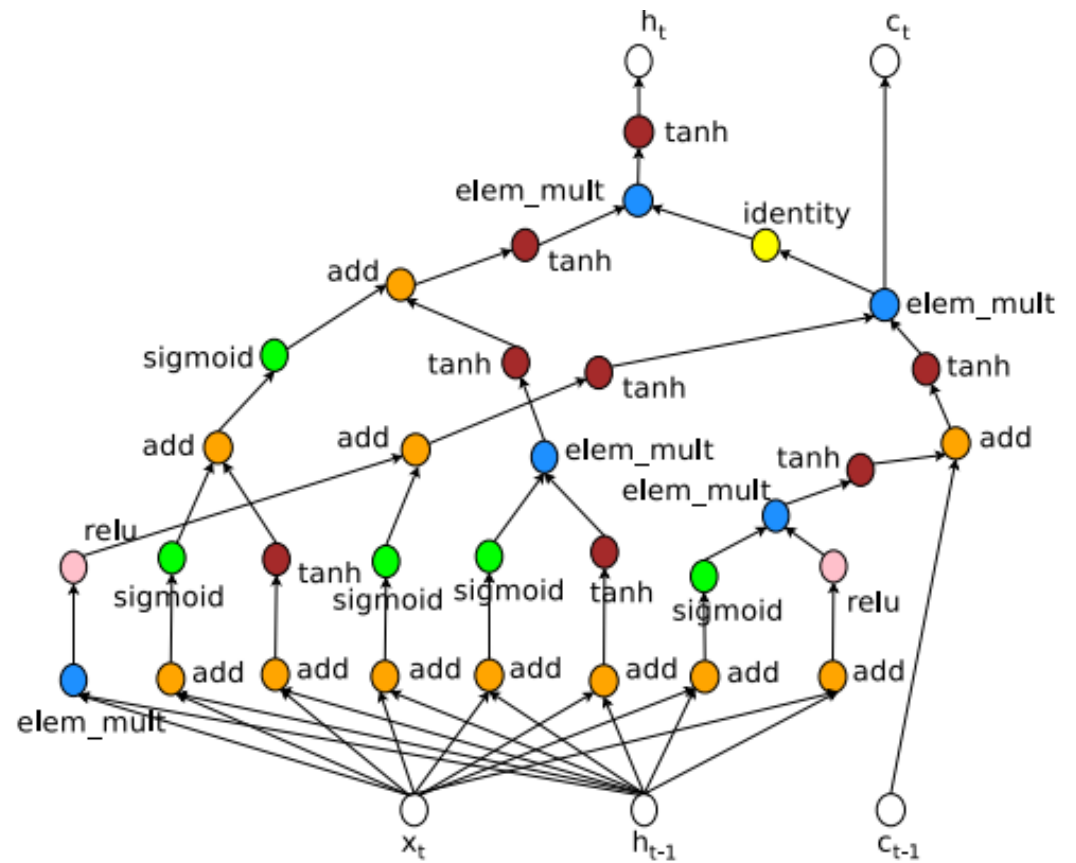 h_t
c_t
tanh
elem_mult
identity
tanh
add
elem_mult
sigmoid
tanh
tanh
tanh
add
add
elem_mult
add
tanh
elem_mult
relu
tanh
sigmoid
sigmoid
sigmoid
tanh
sigmoid
relu
add
add
add
add
add
add
add
elem_mult
x_t
h_t-1
c_t-1